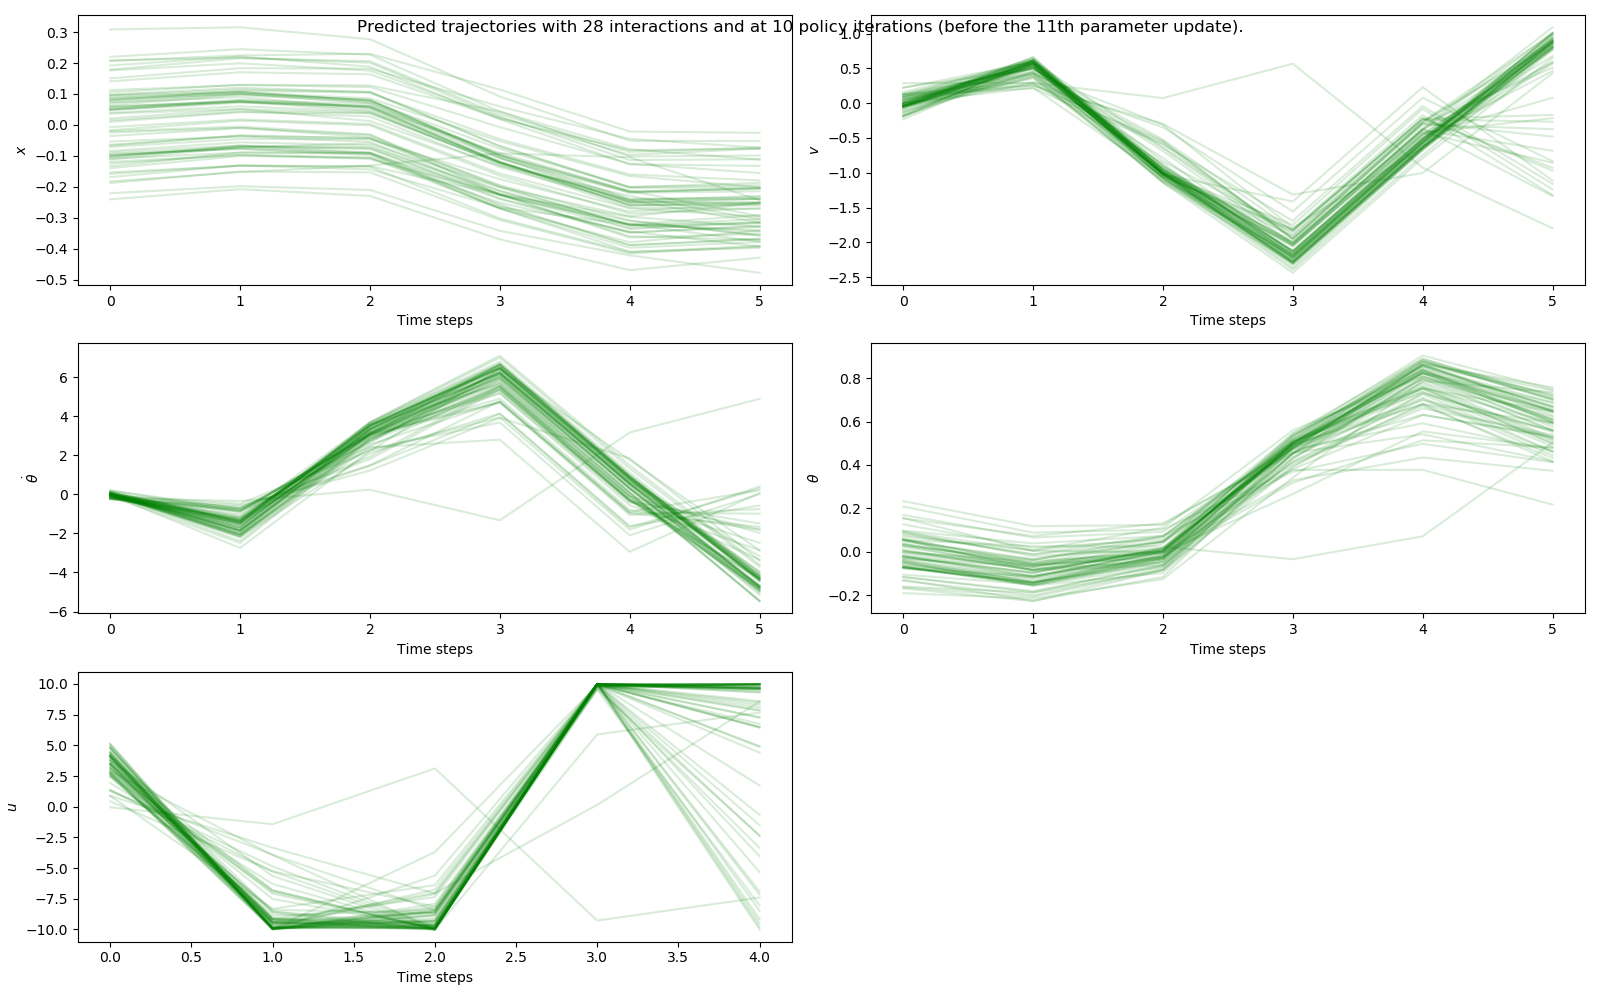 Predicted trajectories with 28 interactions and at 10 policy iterations (before the 11th parameter update).
0.3
0.2
0.1
0.0
−0.1
−0.2
−0.3
−0.4
−0.5
x
0 1 2 3 4 5
Time steps
1.0
0.5
0.0
−0.5
−1.0
−1.5
−2.0
−2.5
v
0 1 2 3 4 5
Time steps
6
4
2
0
−2
−4
−6
θ̇
0 1 2 3 4 5
Time steps
0.8
0.6
0.4
0.2
0.0
−0.2
θ
0 1 2 3 4 5
Time steps
10.0
7.5
5.0
2.5
0.0
−2.5
−5.0
−7.5
−10.0
u
0.0 0.5 1.0 1.5 2.0 2.5 3.0 3.5 4.0
Time steps